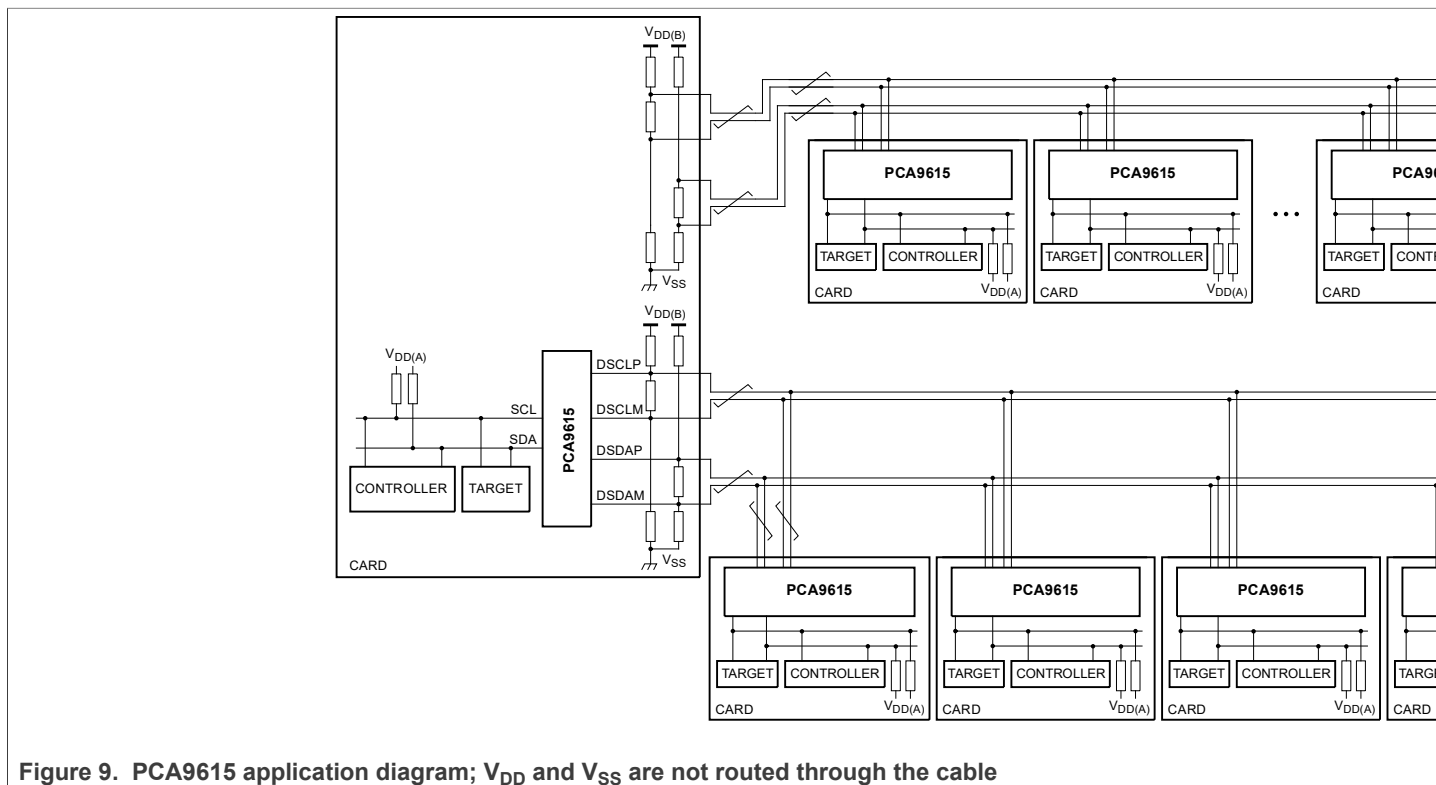 VDD(B)
PCA9615
PCA9615
PCA96
...
TARGET
CONTROLLER
TARGET
CONTROLLER
TARGET
CONT
VSS
CARD
VDD(A)
CARD
VDD(A)
CARD
VDD(B)
VDD(A)
DSCLP
SCL
DSCLM
PCA9615
SDA
DSDAP
CONTROLLER
TARGET
DSDAM
VSS
CARD
PCA9615
PCA9615
PCA9615
TARGET
CONTROLLER
TARGET
CONTROLLER
TARGET
CONTROLLER
TARG
CARD
VDD(A)
CARD
VDD(A)
CARD
VDD(A)
CARD
Figure 9. PCA9615 application diagram; VDD and VSS are not routed through the cable